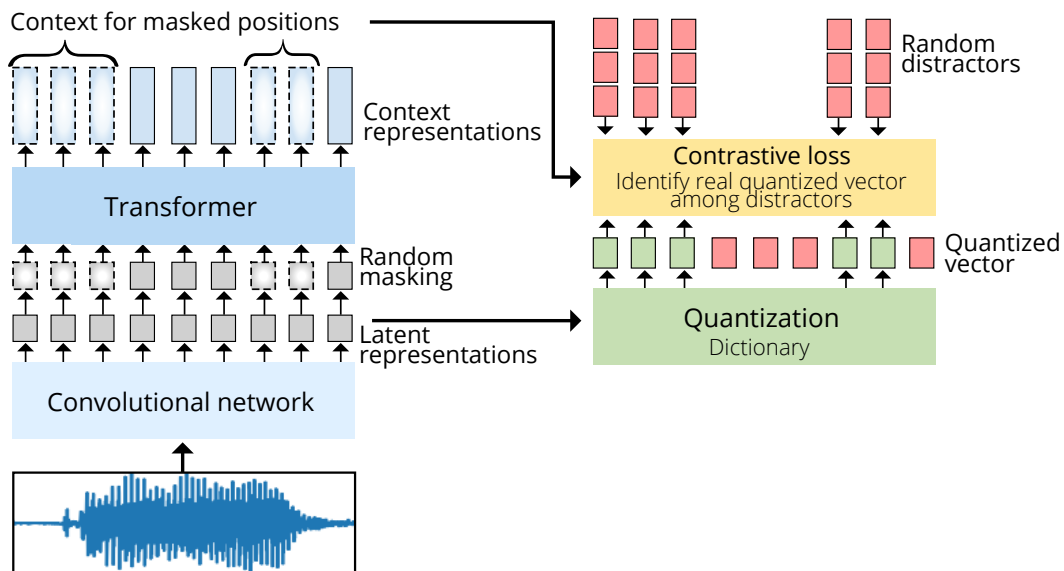 Context for masked positions
Context
representations
Transformer
Random
masking
Latent
representations
Convolutional network
Random
distractors
Contrastive loss
Identify real quantized vector
among distractors
Quantized
vector
Quantization
Dictionary